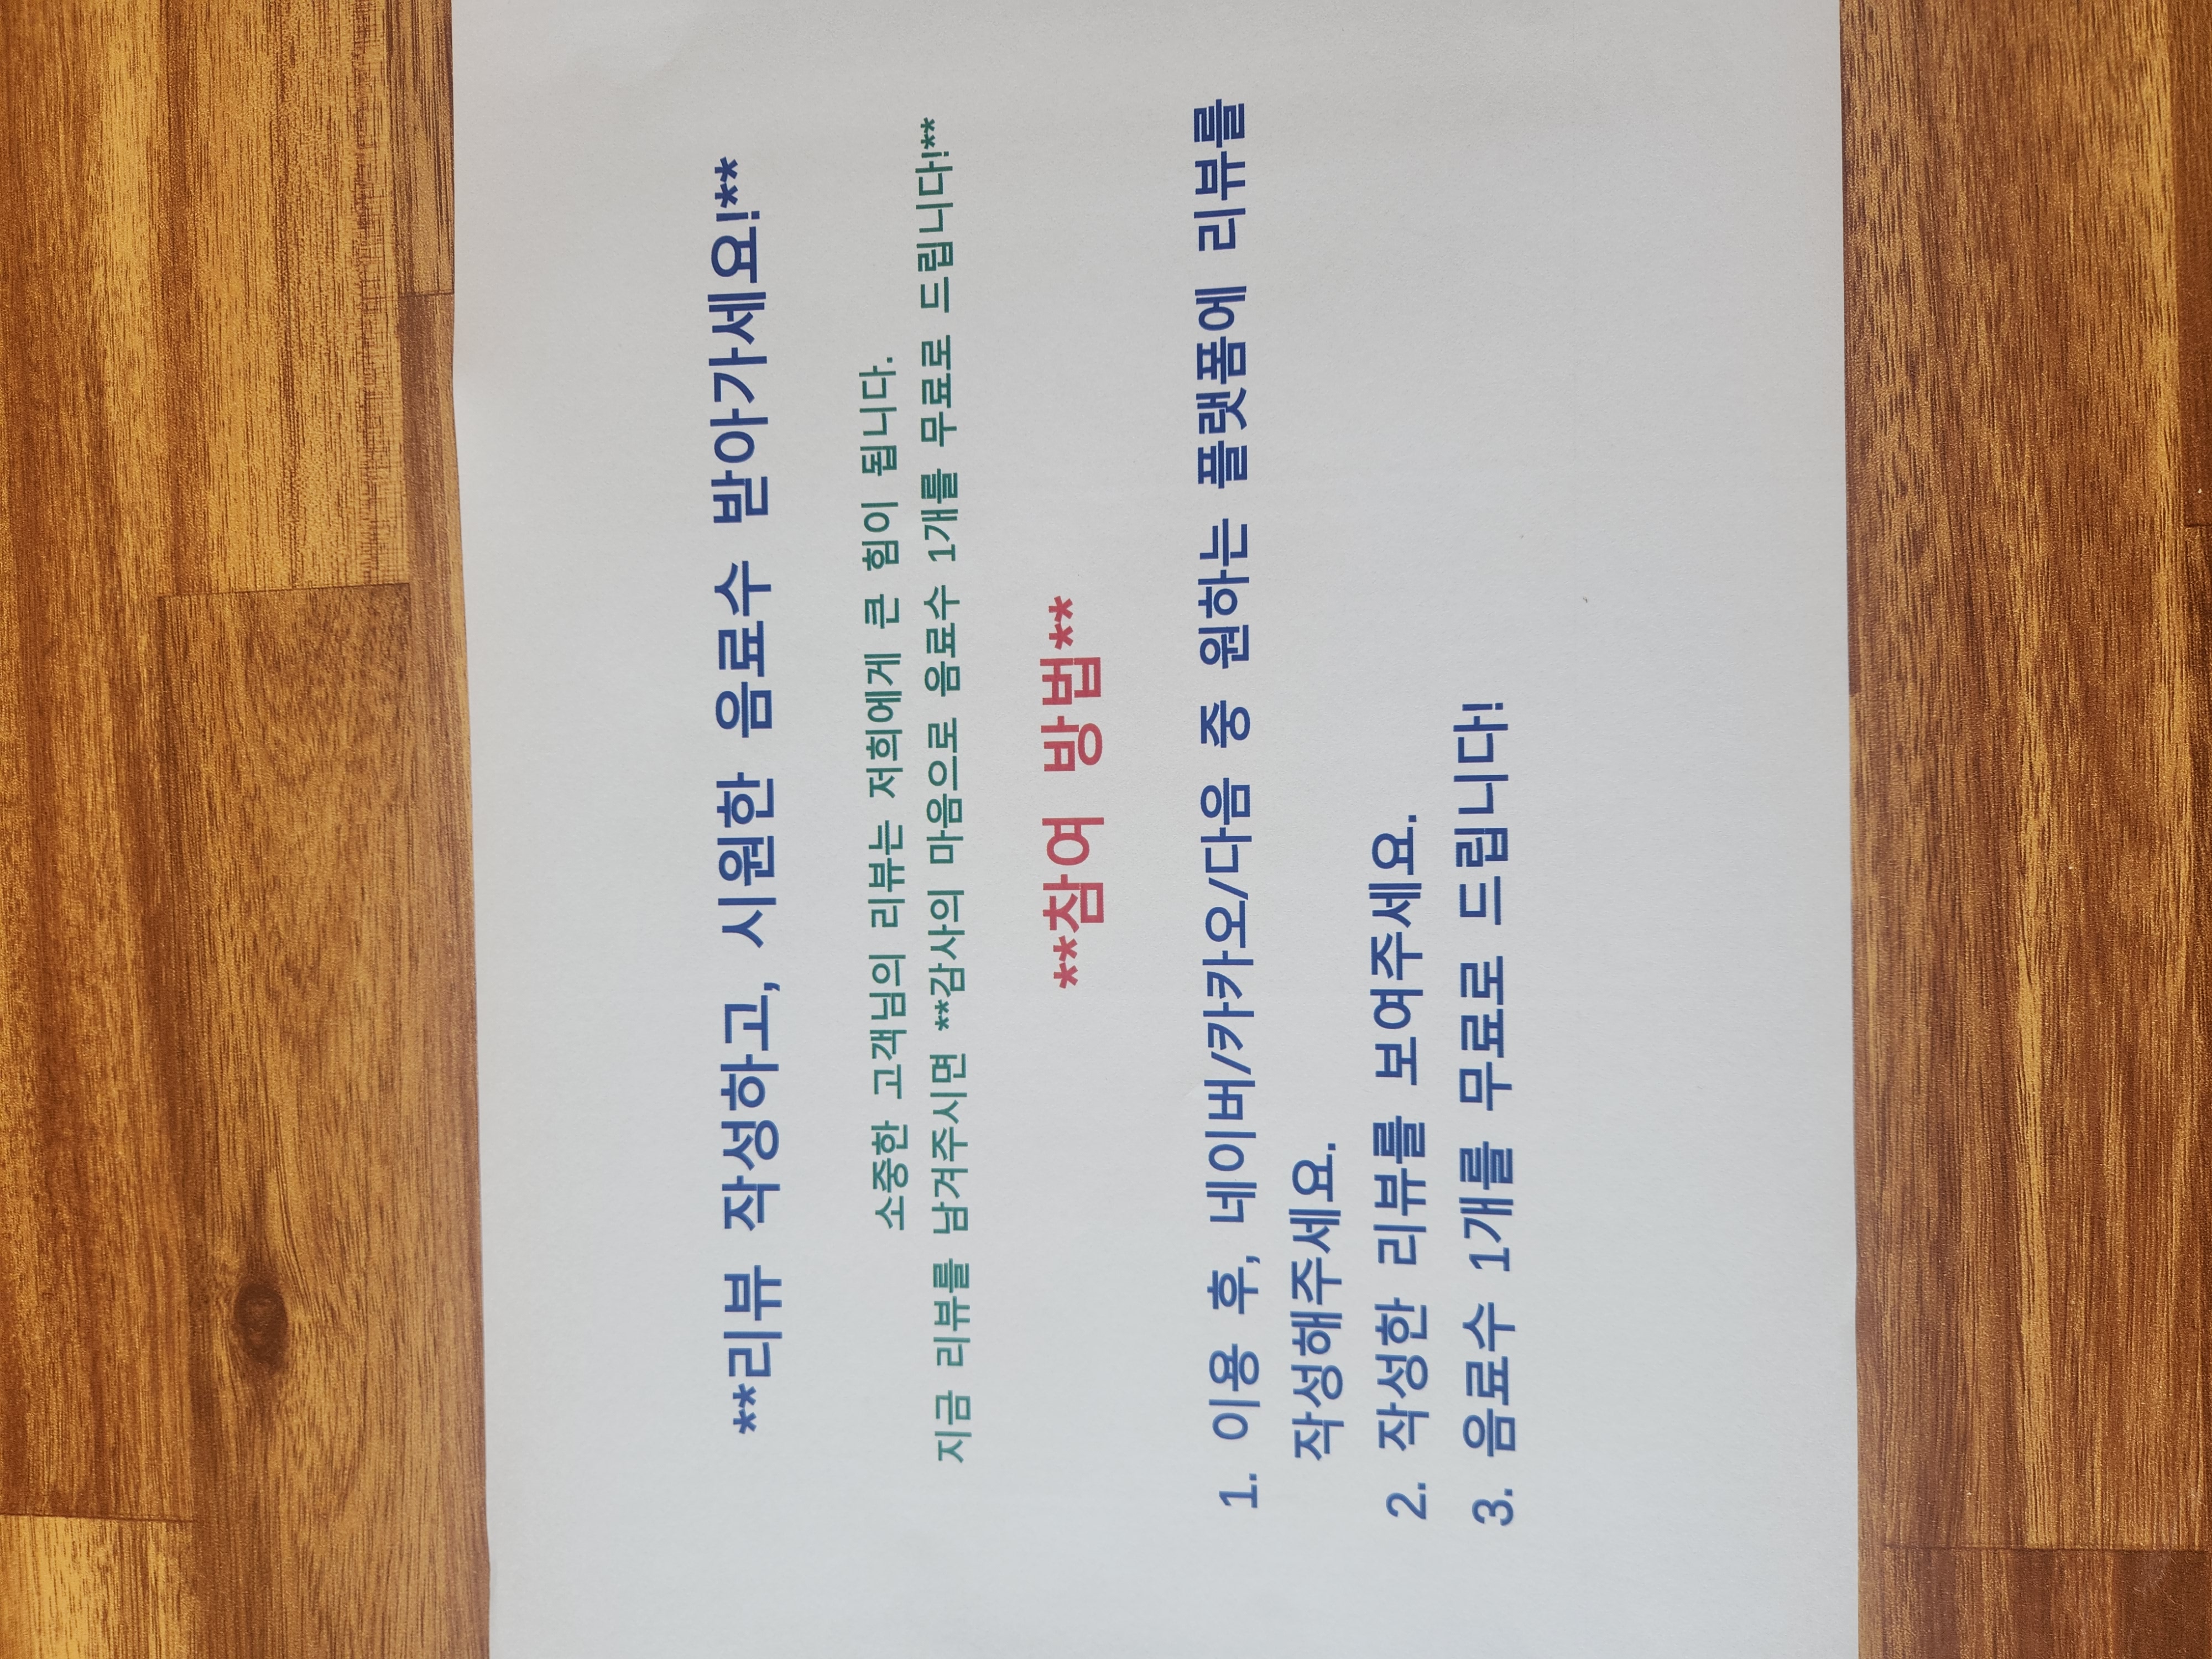 **리뷰 작성하고, 시원한 음료수 받아가세요!**
소중한 고객님의 리뷰는 저희에게 큰 힘이 됩니다.
지금 리뷰를 남겨주시면 **감사의 마음으로 음료수 1개를 무료로 드립니다!**
**참여 방법**
1. 이용 후, 네이버/카카오/다음 중 원하는 플랫폼에 리뷰를
작성해주세요.
2. 작성한 리뷰를 보여주세요.
3. 음료수 1개를 무료로 드립니다!